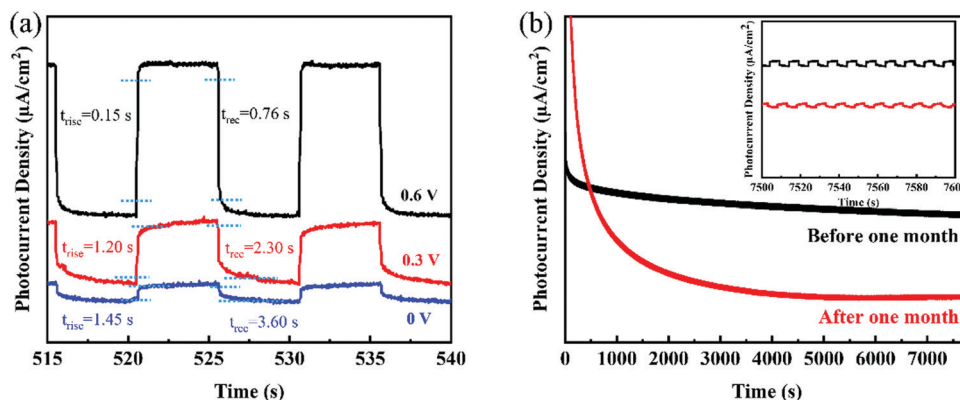 (a)
Photocurrent Density (μA/cm²)
t_rise=0.15 s
t_rec=0.76 s
0.6 V
t_rise=1.20 s
t_rec=2.30 s
0.3 V
t_rise=1.45 s
t_rec=3.60 s
0 V
515 520 525 530 535 540
Time (s)
(b)
Photocurrent Density (μA/cm²)
Photocurrent Density (μA/cm²)
7500 7520 7540 7560 7580 760
Time (s)
Before one month
After one month
0 1000 2000 3000 4000 5000 6000 7000
Time (s)